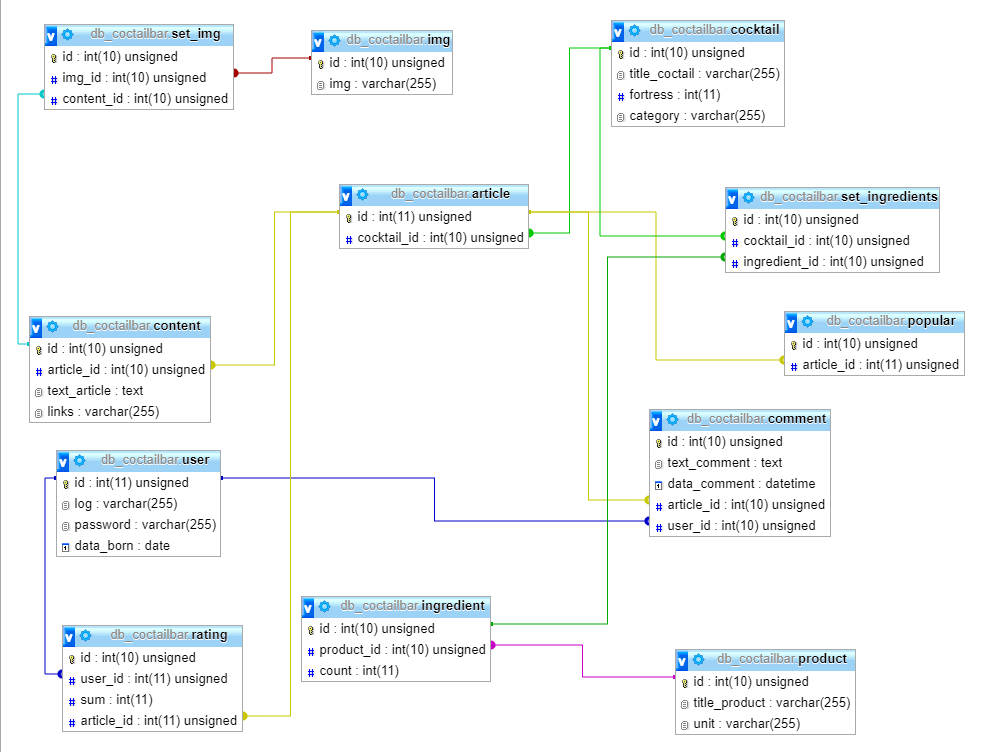 db_coctailbar.set_img
id : int(10) unsigned
img_id : int(10) unsigned
content_id : int(10) unsigned
db_coctailbar.img
id : int(10) unsigned
img : varchar(255)
db_coctailbar.cocktail
id : int(10) unsigned
title_coctail : varchar(255)
fortress : int(11)
category : varchar(255)
db_coctailbar.article
id : int(11) unsigned
cocktail_id : int(10) unsigned
db_coctailbar.set_ingredients
id : int(10) unsigned
cocktail_id : int(10) unsigned
ingredient_id : int(10) unsigned
db_coctailbar.content
id : int(10) unsigned
article_id : int(10) unsigned
text_article : text
links : varchar(255)
db_coctailbar.popular
id : int(10) unsigned
article_id : int(11) unsigned
db_coctailbar.comment
id : int(10) unsigned
text_comment : text
data_comment : datetime
article_id : int(10) unsigned
user_id : int(10) unsigned
db_coctailbar.user
id : int(11) unsigned
log : varchar(255)
password : varchar(255)
data_born : date
db_coctailbar.rating
id : int(10) unsigned
user_id : int(11) unsigned
sum : int(11)
article_id : int(11) unsigned
db_coctailbar.ingredient
id : int(10) unsigned
product_id : int(10) unsigned
count : int(11)
db_coctailbar.product
id : int(10) unsigned
title_product : varchar(255)
unit : varchar(255)